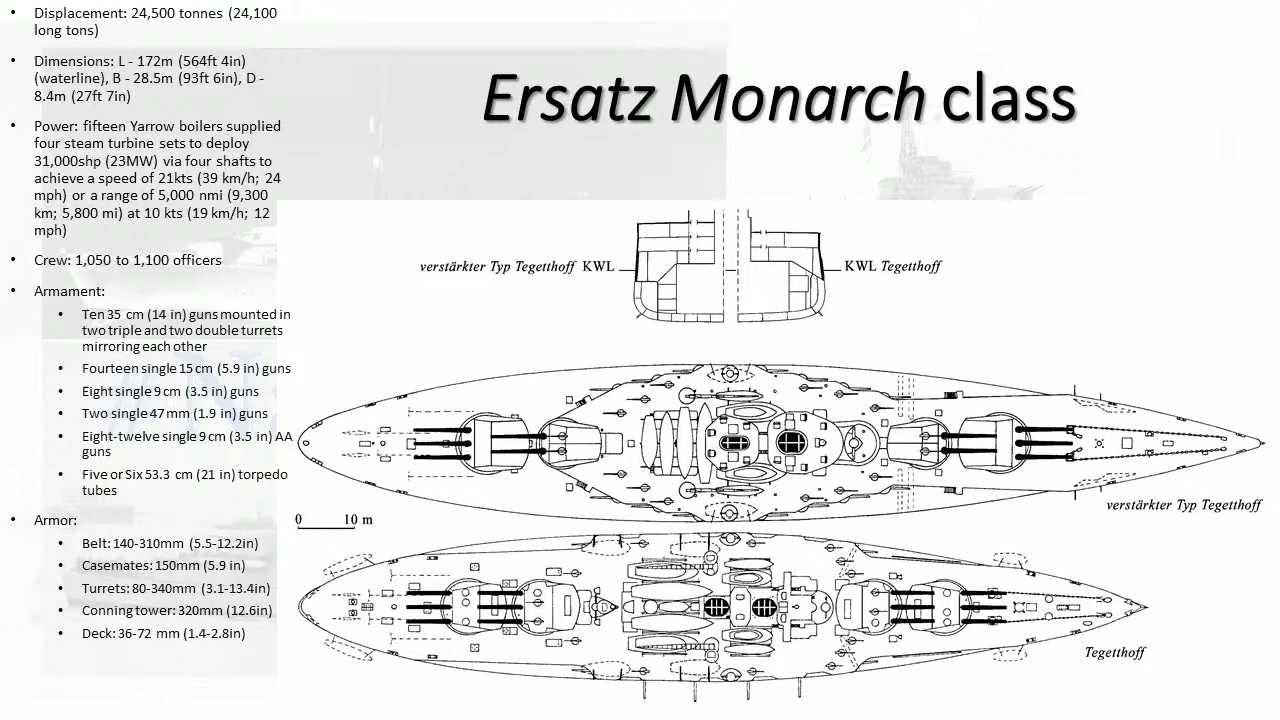 • Displacement: 24,500 tonnes (24,100
long tons)
• Dimensions: L - 172m (564ft 4in)
(waterline), B - 28.5m (93ft 6in), D -
8.4m (27ft 7in)
• Power: fifteen Yarrow boilers supplied
four steam turbine sets to deploy
31,000shp (23MW) via four shafts to
achieve a speed of 21kts (39 km/h; 24
mph) or a range of 5,000 nmi (9,300
km; 5,800 mi) at 10 kts (19 km/h; 12
mph)
• Crew: 1,050 to 1,100 officers
• Armament:
• Ten 35 cm (14 in) guns mounted in
two triple and two double turrets
mirroring each other
• Fourteen single 15 cm (5.9 in) guns
• Eight single 9 cm (3.5 in) guns
• Two single 47 mm (1.9 in) guns
• Eight-twelve single 9 cm (3.5 in) AA
guns
• Five or Six 53.3 cm (21 in) torpedo
tubes
• Armor:
• Belt: 140-310mm (5.5-12.2in)
• Casemates: 150mm (5.9 in)
• Turrets: 80-340mm (3.1-13.4in)
• Conning tower: 320mm (12.6in)
• Deck: 36-72 mm (1.4-2.8in)
Ersatz Monarch class
verstärkter Typ Tegetthoff KWL
KWL Tegetthoff
verstärkter Typ Tegetthoff
0 10 m
Tegetthoff